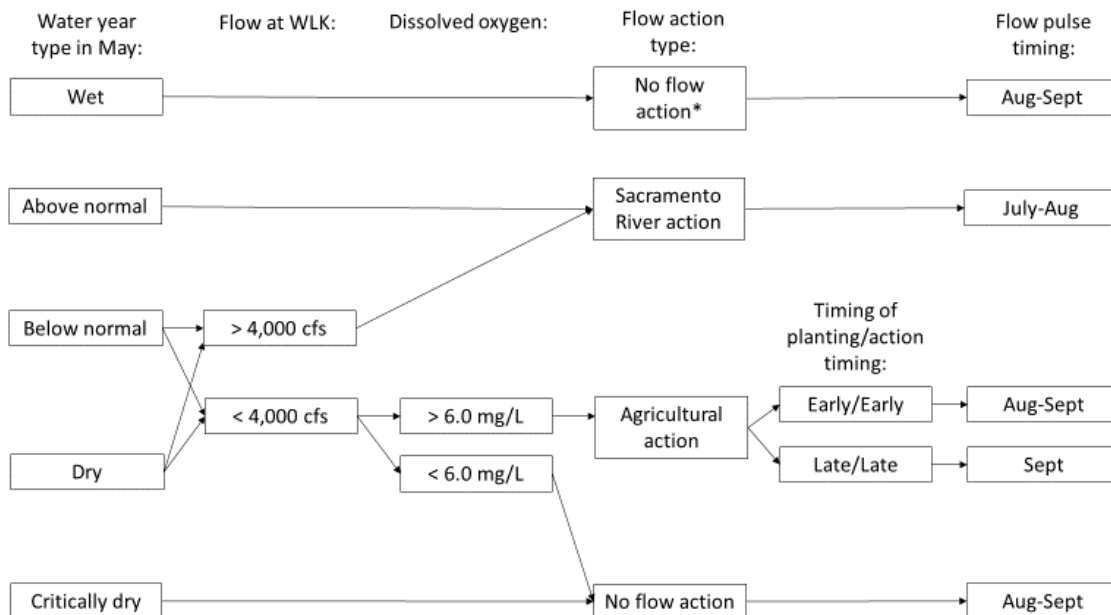 Water year
type in May:
Flow at WLK:
Dissolved oxygen:
Flow action
type:
Flow pulse
timing:
Wet
No flow
action*
Aug-Sept
Above normal
Sacramento
River action
July-Aug
Below normal
> 4,000 cfs
Timing of
planting/action
timing:
< 4,000 cfs
> 6.0 mg/L
Agricultural
action
Early/Early
Aug-Sept
Dry
< 6.0 mg/L
Late/Late
Sept
Critically dry
No flow action
Aug-Sept